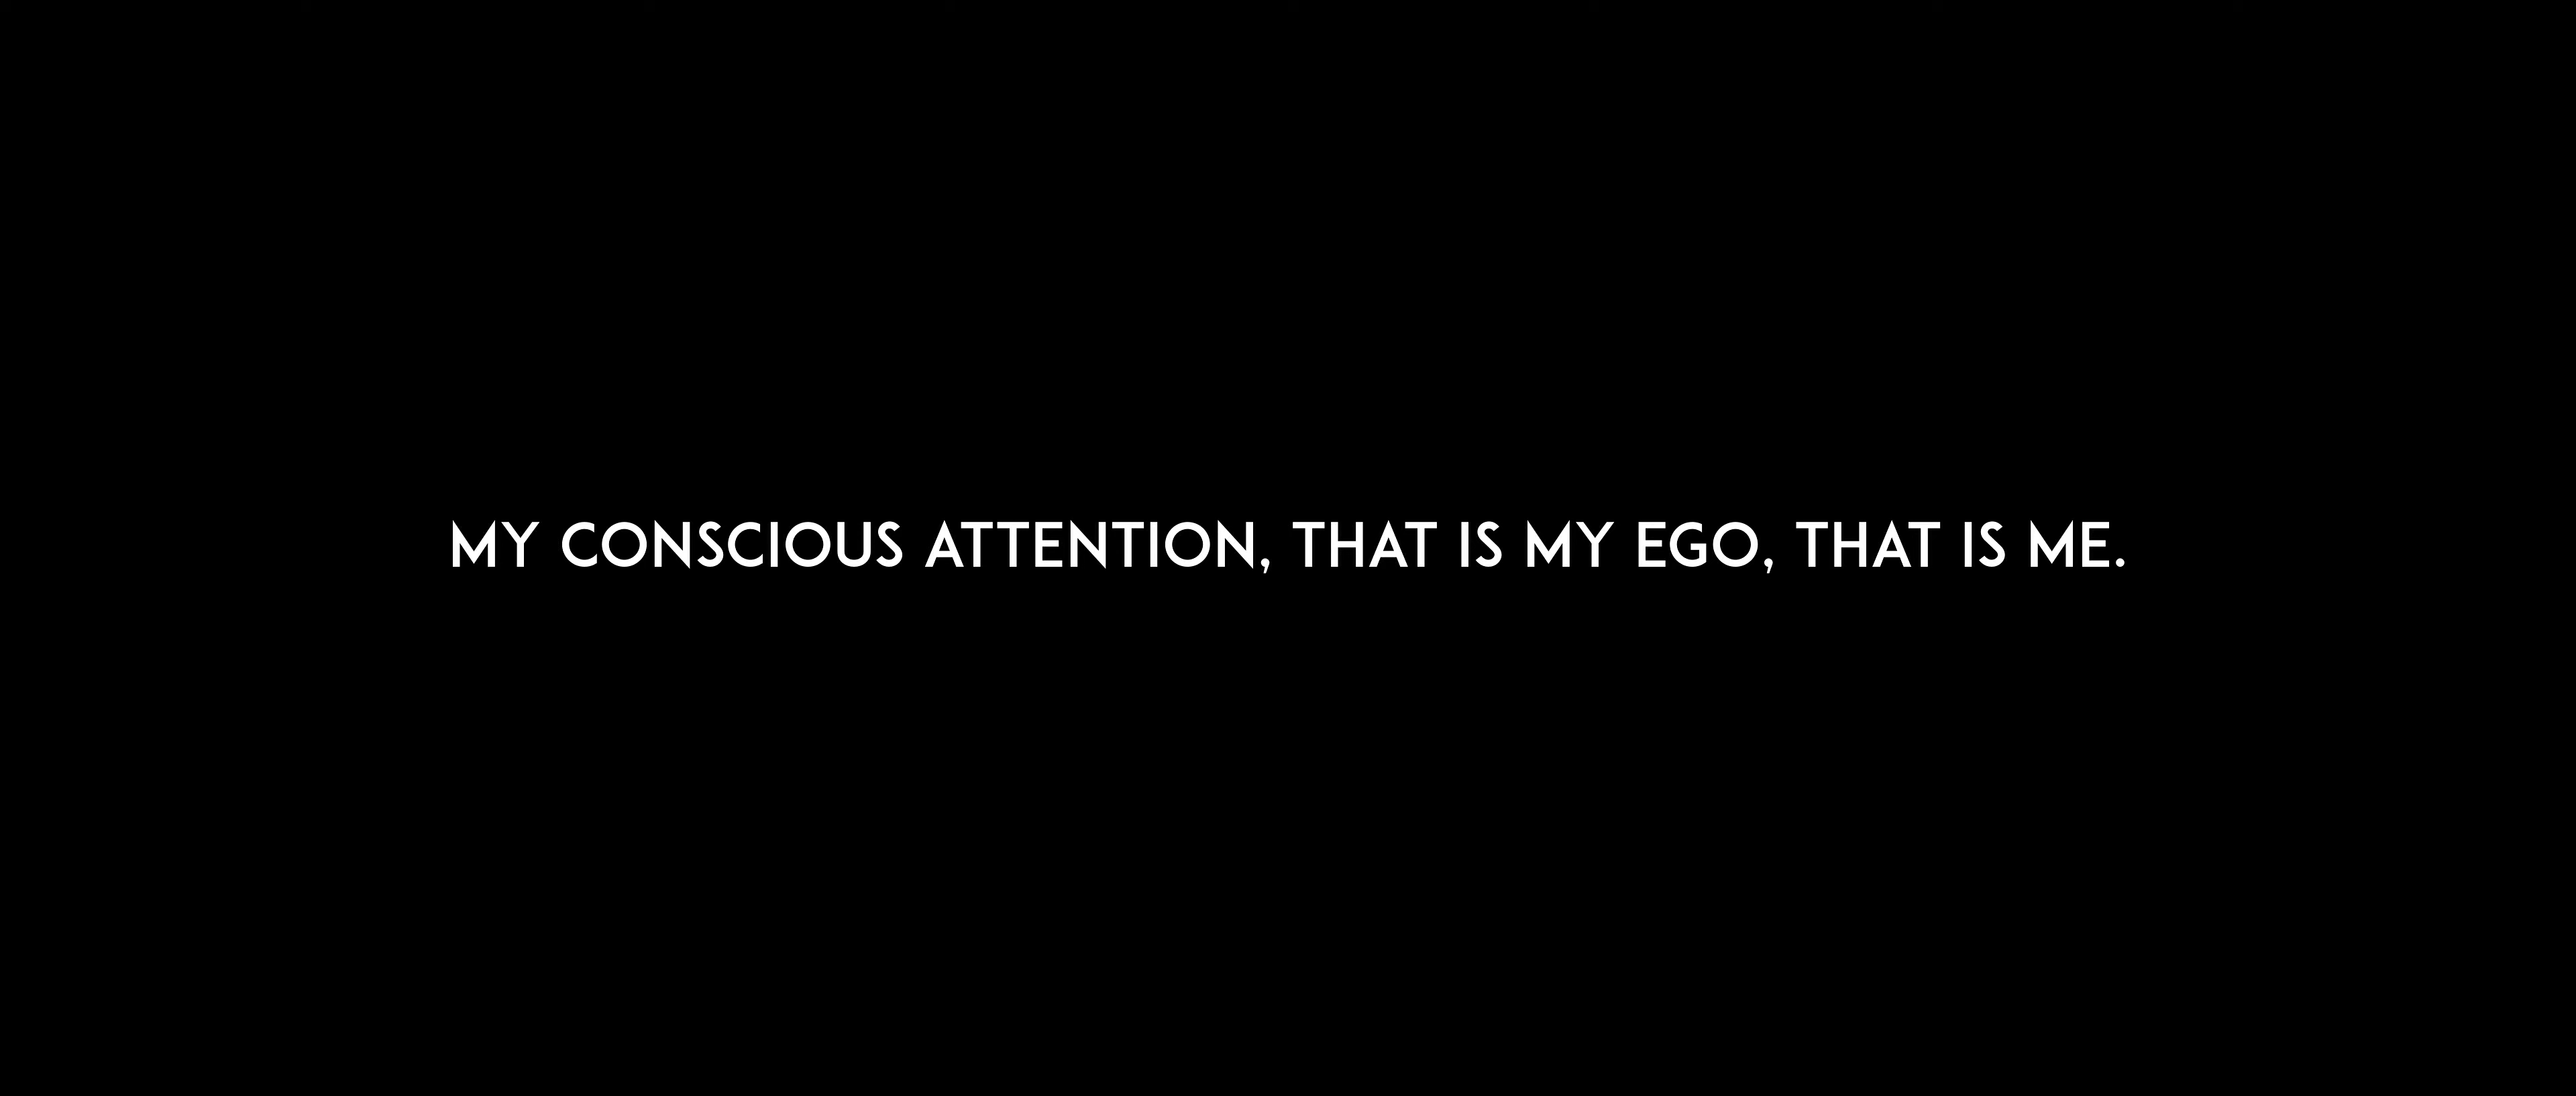 MY CONSCIOUS ATTENTION, THAT IS MY EGO, THAT IS ME.